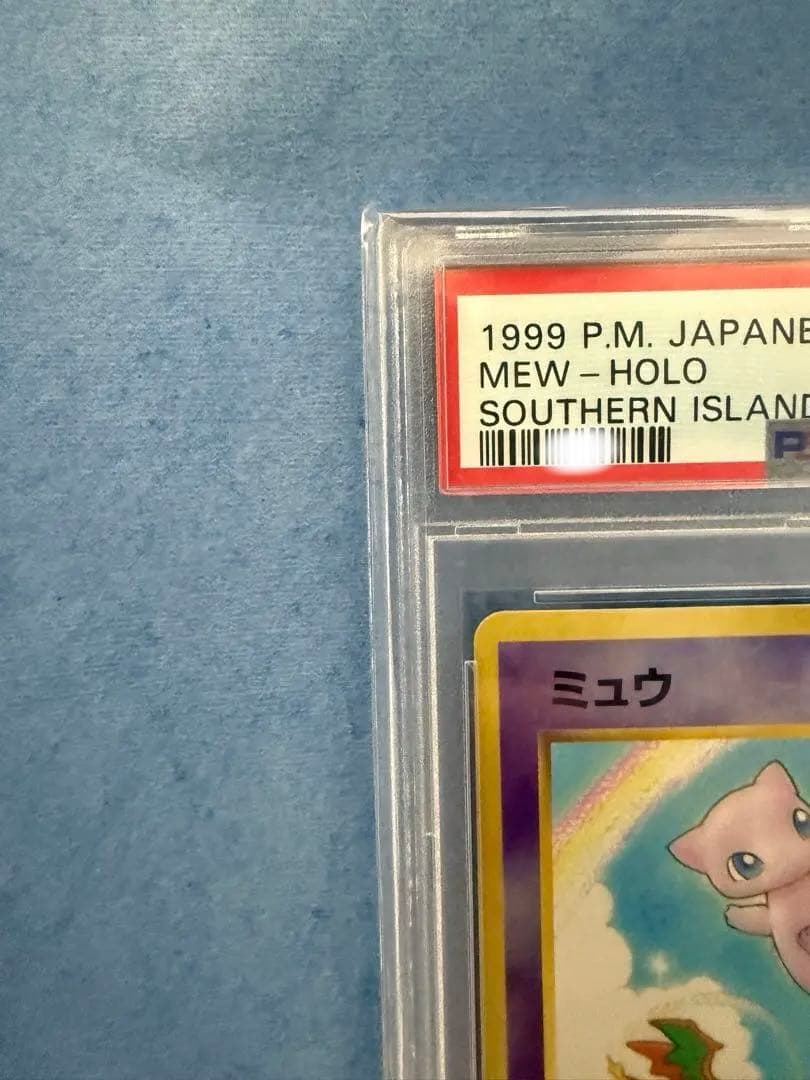 1999 P.M. JAPANE
MEW – HOLO
SOUTHERN ISLAND
P
ミュウ